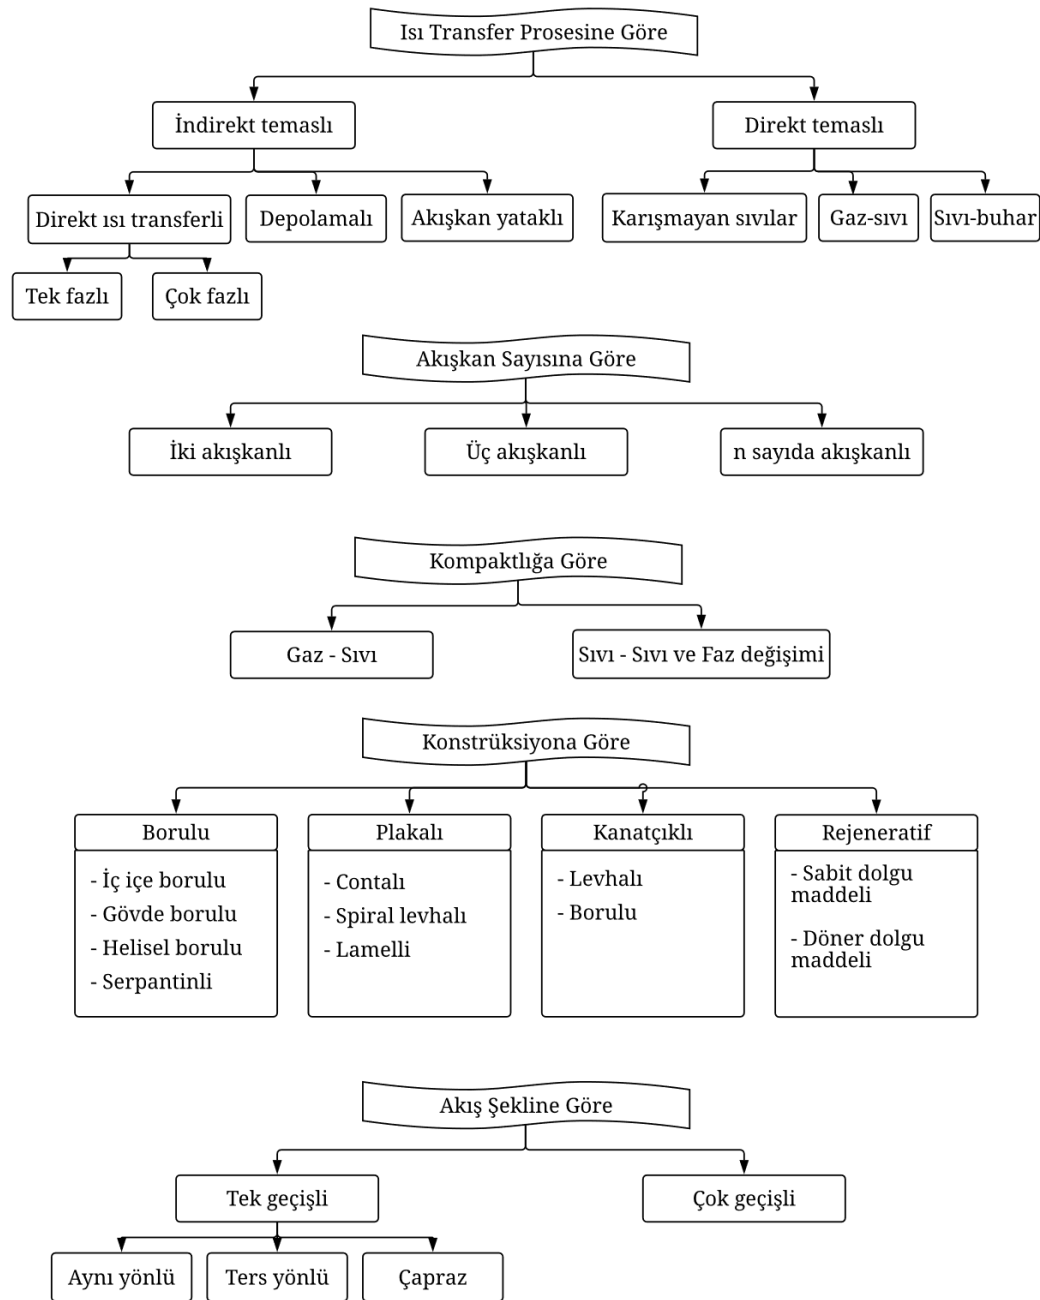 Isı Transfer Prosesine Göre
İndirekt temaslı
Direkt temaslı
Direkt ısı transferli
Depolamalı
Akışkan yataklı
Karışmayan sıvılar
Gaz-sıvı
Sıvı-buhar
Tek fazlı
Çok fazlı
Akışkan Sayısına Göre
İki akışkanlı
Üç akışkanlı
n sayıda akışkanlı
Kompaktlığa Göre
Gaz - Sıvı
Sıvı - Sıvı ve Faz değişimi
Konstrüksiyona Göre
Borulu
- İç içe borulu
- Gövde borulu
- Helisel borulu
- Serpantinli
Plakalı
- Contalı
- Spiral levhalı
- Lamelli
Kanatçıklı
- Levhalı
- Borulu
Rejeneratif
- Sabit dolgu
maddeli
- Döner dolgu
maddeli
Akış Şekline Göre
Tek geçişli
Çok geçişli
Aynı yönlü
Ters yönlü
Çapraz